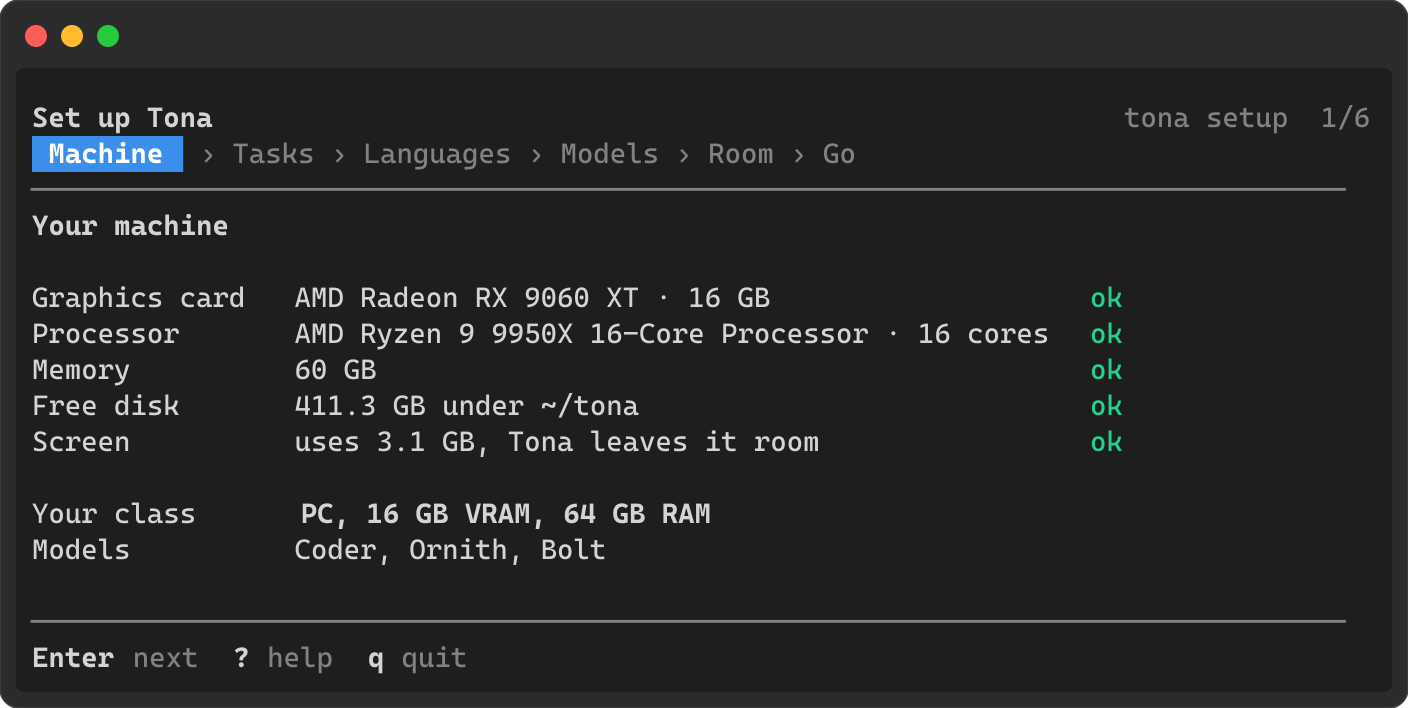 Set up Tona tona setup 1/6
Machine › Tasks › Languages › Models › Room › Go
Your machine
Graphics card AMD Radeon RX 9060 XT · 16 GB ok
Processor AMD Ryzen 9 9950X 16-Core Processor · 16 cores ok
Memory 60 GB ok
Free disk 411.3 GB under ~/tona ok
Screen uses 3.1 GB, Tona leaves it room ok
Your class PC, 16 GB VRAM, 64 GB RAM
Models Coder, Ornith, Bolt
Enter next ? help q quit